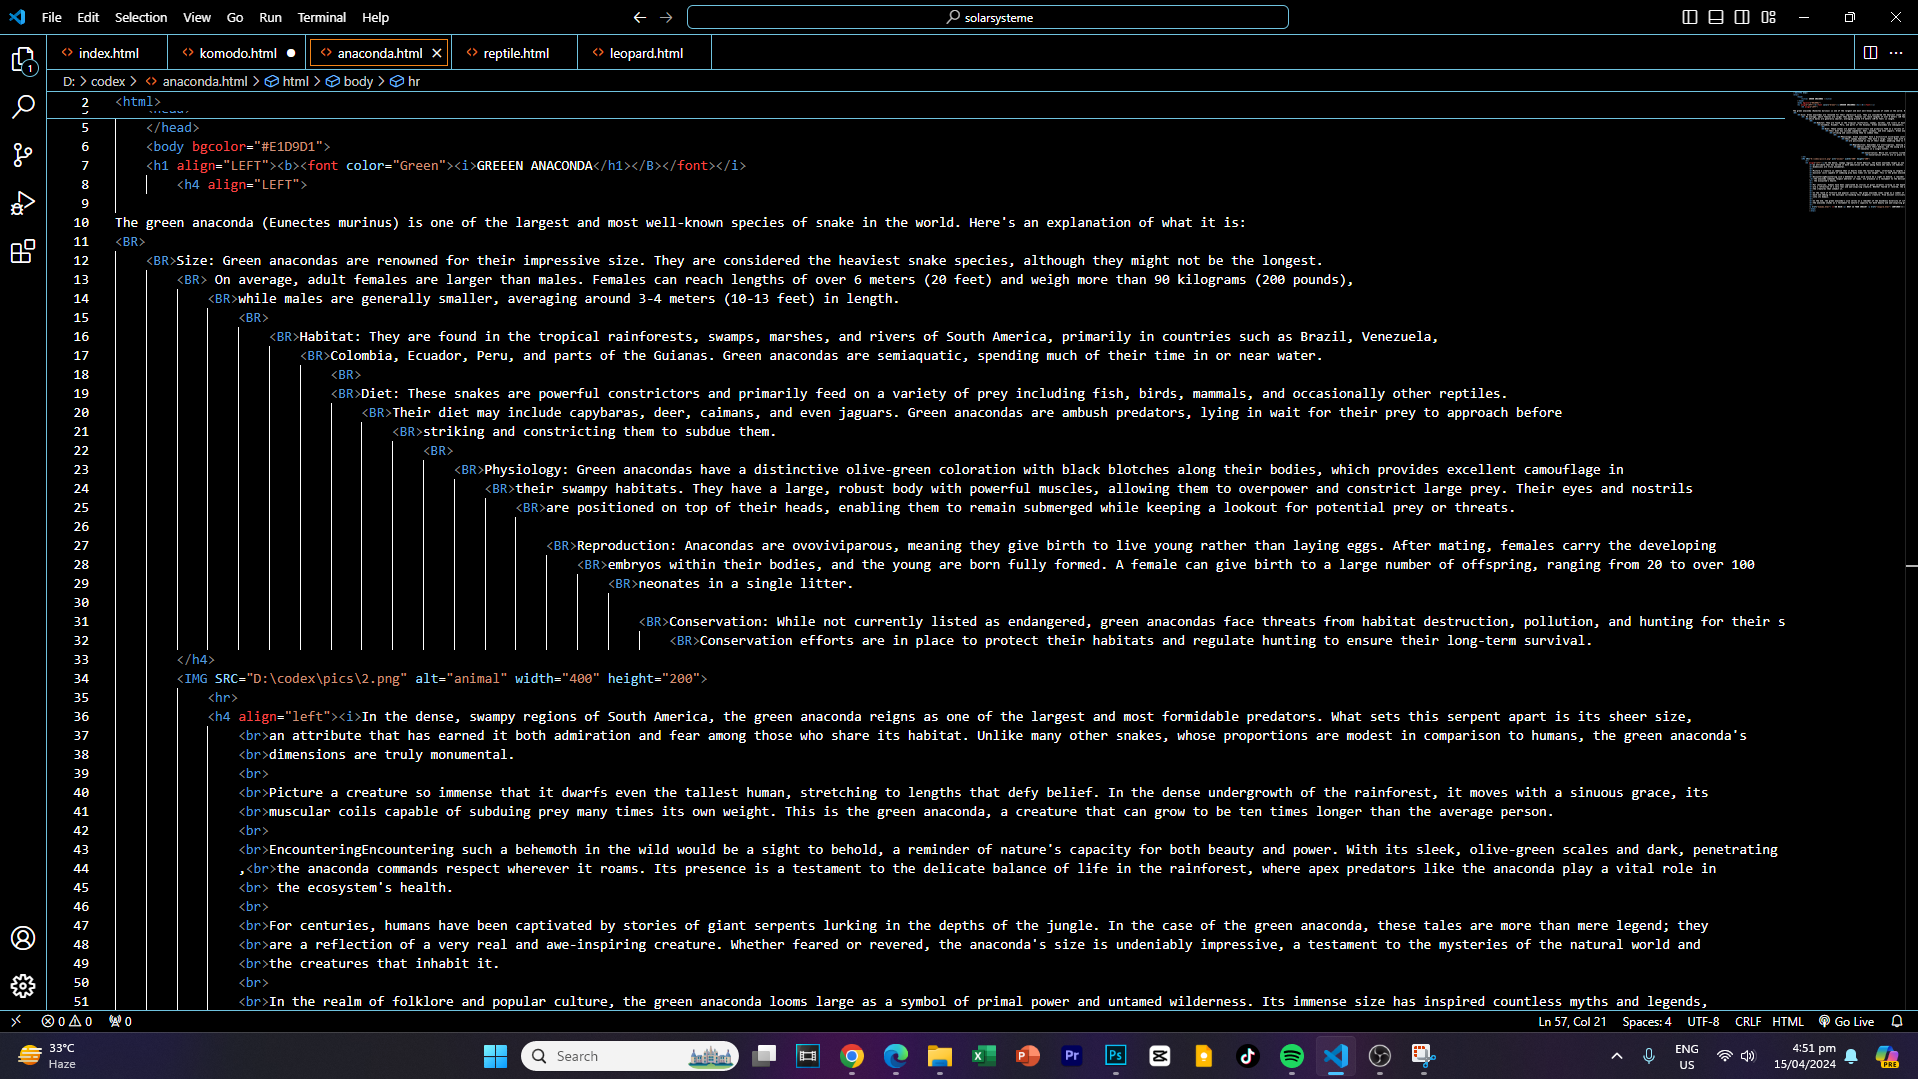 File Edit Selection View Go Run Terminal Help
solarsysteme
index.html
komodo.html
anaconda.html
reptile.html
leopard.html
D: > codex > anaconda.html > html > body > hr
2 <html>
5 </head>
6 <body bgcolor="#E1D9D1">
7 <h1 align="LEFT"><b><font color="Green"><i>GREEEN ANACONDA</h1></B></font></i>
8 <h4 align="LEFT">
9
10 The green anaconda (Eunectes murinus) is one of the largest and most well-known species of snake in the world. Here's an explanation of what it is:
11 <BR>
12 <BR>Size: Green anacondas are renowned for their impressive size. They are considered the heaviest snake species, although they might not be the longest.
13 <BR> On average, adult females are larger than males. Females can reach lengths of over 6 meters (20 feet) and weigh more than 90 kilograms (200 pounds),
14 <BR>while males are generally smaller, averaging around 3-4 meters (10-13 feet) in length.
15 <BR>
16 <BR>Habitat: They are found in the tropical rainforests, swamps, marshes, and rivers of South America, primarily in countries such as Brazil, Venezuela,
17 <BR>Colombia, Ecuador, Peru, and parts of the Guianas. Green anacondas are semiaquatic, spending much of their time in or near water.
18 <BR>
19 <BR>Diet: These snakes are powerful constrictors and primarily feed on a variety of prey including fish, birds, mammals, and occasionally other reptiles.
20 <BR>Their diet may include capybaras, deer, caimans, and even jaguars. Green anacondas are ambush predators, lying in wait for their prey to approach before
21 <BR>striking and constricting them to subdue them.
22 <BR>
23 <BR>Physiology: Green anacondas have a distinctive olive-green coloration with black blotches along their bodies, which provides excellent camouflage in
24 <BR>their swampy habitats. They have a large, robust body with powerful muscles, allowing them to overpower and constrict large prey. Their eyes and nostrils
25 <BR>are positioned on top of their heads, enabling them to remain submerged while keeping a lookout for potential prey or threats.
26
27 <BR>Reproduction: Anacondas are ovoviviparous, meaning they give birth to live young rather than laying eggs. After mating, females carry the developing
28 <BR>embryos within their bodies, and the young are born fully formed. A female can give birth to a large number of offspring, ranging from 20 to over 100
29 <BR>neonates in a single litter.
30
31 <BR>Conservation: While not currently listed as endangered, green anacondas face threats from habitat destruction, pollution, and hunting for their s
32 <BR>Conservation efforts are in place to protect their habitats and regulate hunting to ensure their long-term survival.
33 </h4>
34 <IMG SRC="D:\codex\pics\2.png" alt="animal" width="400" height="200">
35 <hr>
36 <h4 align="left"><i>In the dense, swampy regions of South America, the green anaconda reigns as one of the largest and most formidable predators. What sets this serpent apart is its sheer size,
37 <br>an attribute that has earned it both admiration and fear among those who share its habitat. Unlike many other snakes, whose proportions are modest in comparison to humans, the green anaconda's
38 <br>dimensions are truly monumental.
39 <br>
40 <br>Picture a creature so immense that it dwarfs even the tallest human, stretching to lengths that defy belief. In the dense undergrowth of the rainforest, it moves with a sinuous grace, its
41 <br>muscular coils capable of subduing prey many times its own weight. This is the green anaconda, a creature that can grow to be ten times longer than the average person.
42 <br>
43 <br>EncounteringEncountering such a behemoth in the wild would be a sight to behold, a reminder of nature's capacity for both beauty and power. With its sleek, olive-green scales and dark, penetrating
44 ,<br>the anaconda commands respect wherever it roams. Its presence is a testament to the delicate balance of life in the rainforest, where apex predators like the anaconda play a vital role in
45 <br> the ecosystem's health.
46 <br>
47 <br>For centuries, humans have been captivated by stories of giant serpents lurking in the depths of the jungle. In the case of the green anaconda, these tales are more than mere legend; they
48 <br>are a reflection of a very real and awe-inspiring creature. Whether feared or revered, the anaconda's size is undeniably impressive, a testament to the mysteries of the natural world and
49 <br>the creatures that inhabit it.
50 <br>
51 <br>In the realm of folklore and popular culture, the green anaconda looms large as a symbol of primal power and untamed wilderness. Its immense size has inspired countless myths and legends,
0 0 0
Ln 57, Col 21 Spaces: 4 UTF-8 CRLF HTML Go Live
33°C
Haze
Search
ENG
US
4:51 pm
15/04/2024